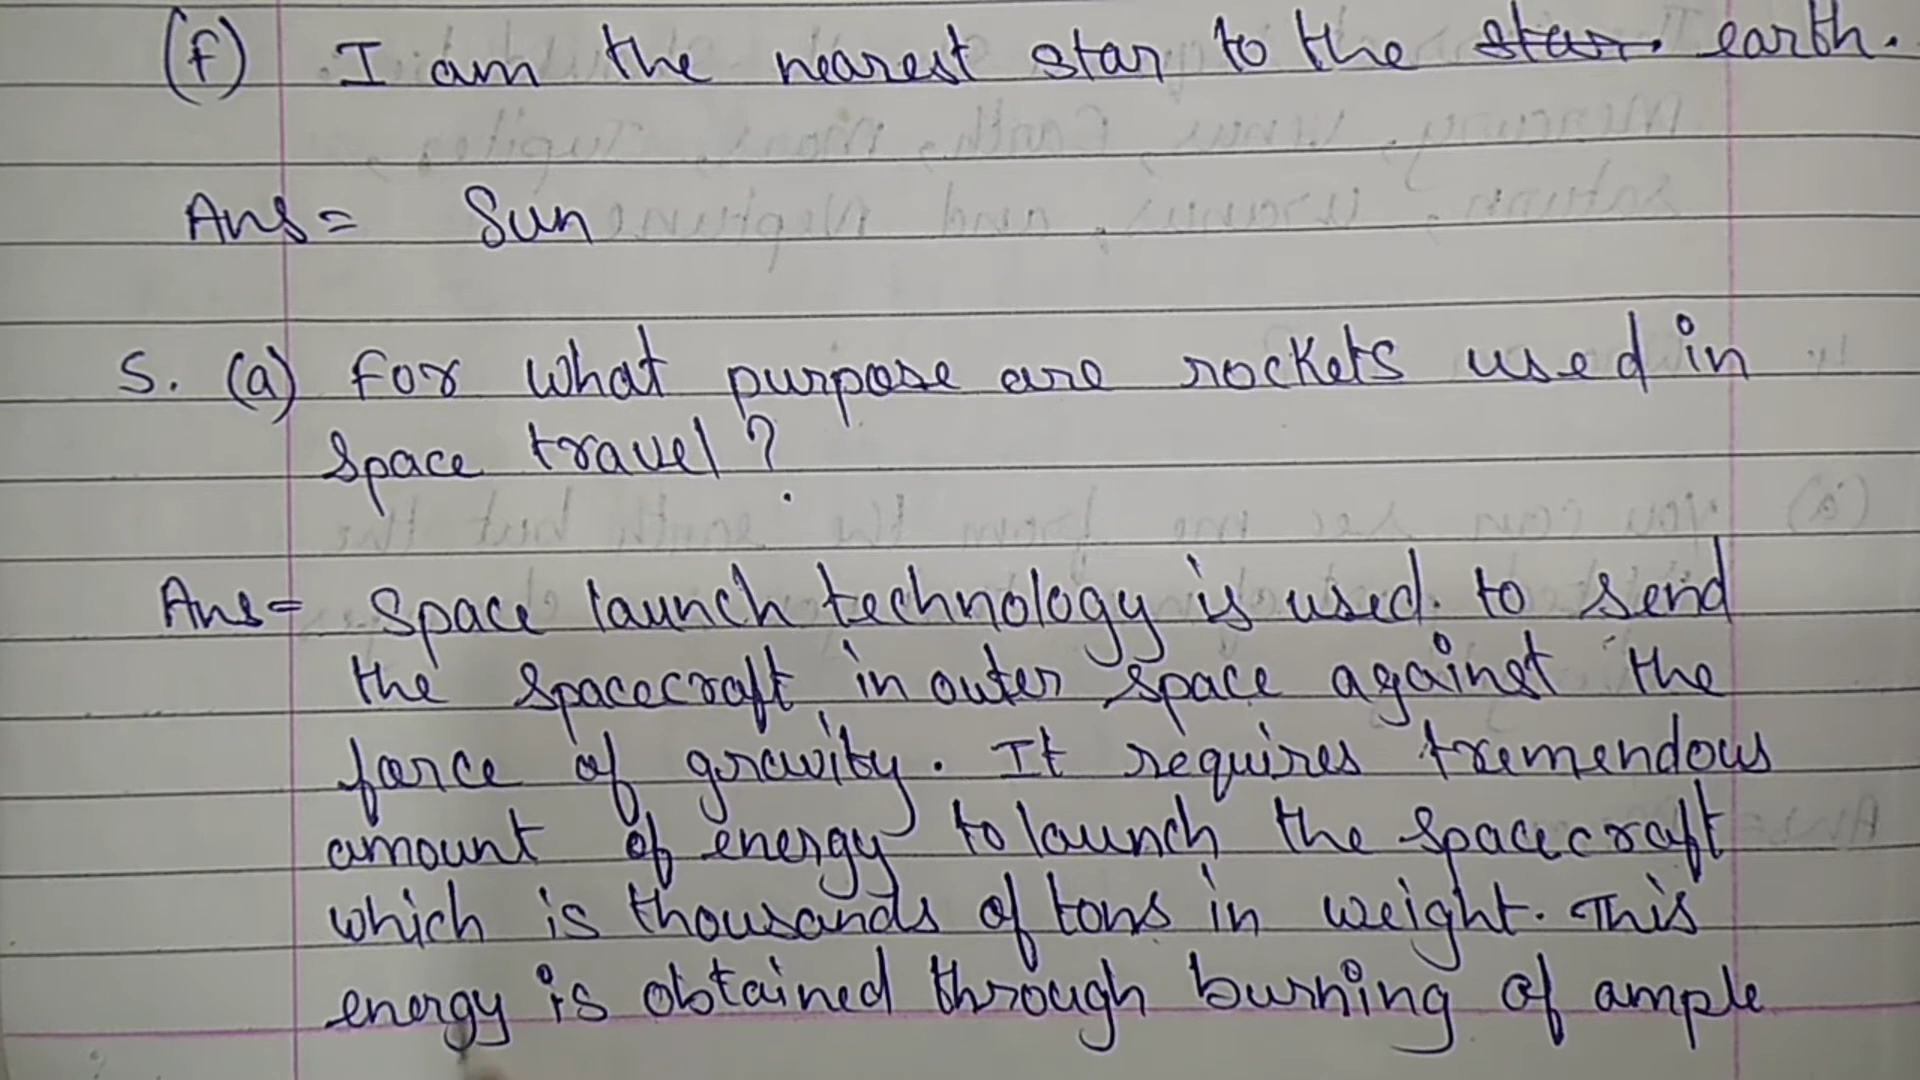 (f) I am the nearest star to the star. earth.
Ans= Sun
5. (a) For what purpose are rockets used in
space travel?
Ans= Space launch technology is used. to send
the spacecraft in outer space against the
force of gravity. It requires tremendous
amount of energy to launch the spacecraft
which is thousands of tons in weight. This
energy is obtained through burning of ample